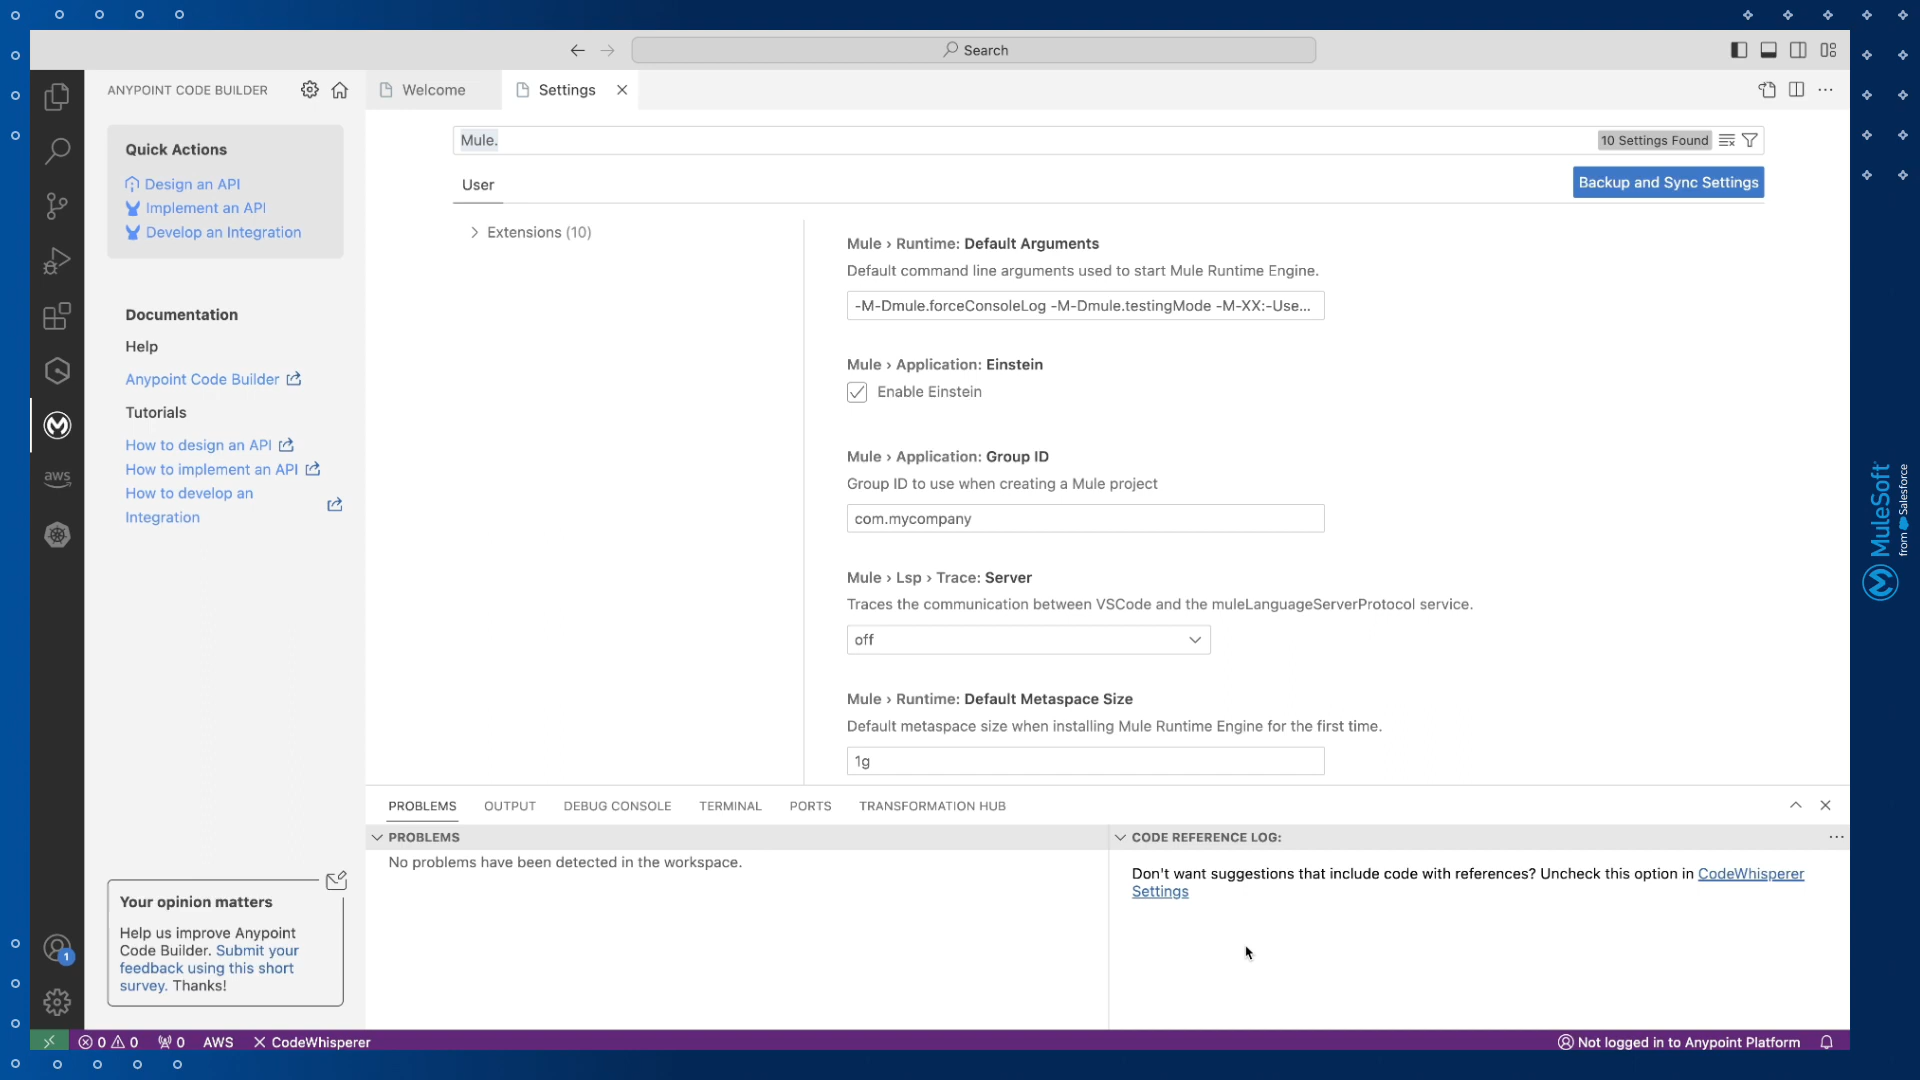 Search
ANYPOINT CODE BUILDER
Welcome
Settings
Quick Actions
Design an API
Implement an API
Develop an Integration
Documentation
Help
Anypoint Code Builder
Tutorials
How to design an API
How to implement an API
How to develop an
Integration
aws
Your opinion matters
Help us improve Anypoint
Code Builder. Submit your
feedback using this short
survey. Thanks!
1
Mule.
10 Settings Found
User
Backup and Sync Settings
Extensions (10)
Mule › Runtime: Default Arguments
Default command line arguments used to start Mule Runtime Engine.
-M-Dmule.forceConsoleLog -M-Dmule.testingMode -M-XX:-Use...
Mule › Application: Einstein
Enable Einstein
Mule › Application: Group ID
Group ID to use when creating a Mule project
com.mycompany
Mule › Lsp › Trace: Server
Traces the communication between VSCode and the muleLanguageServerProtocol service.
off
Mule › Runtime: Default Metaspace Size
Default metaspace size when installing Mule Runtime Engine for the first time.
1g
PROBLEMS
OUTPUT
DEBUG CONSOLE
TERMINAL
PORTS
TRANSFORMATION HUB
PROBLEMS
No problems have been detected in the workspace.
CODE REFERENCE LOG:
Don't want suggestions that include code with references? Uncheck this option in CodeWhisperer
Settings
0 0
0
AWS
CodeWhisperer
Not logged in to Anypoint Platform
MuleSoft
from Salesforce